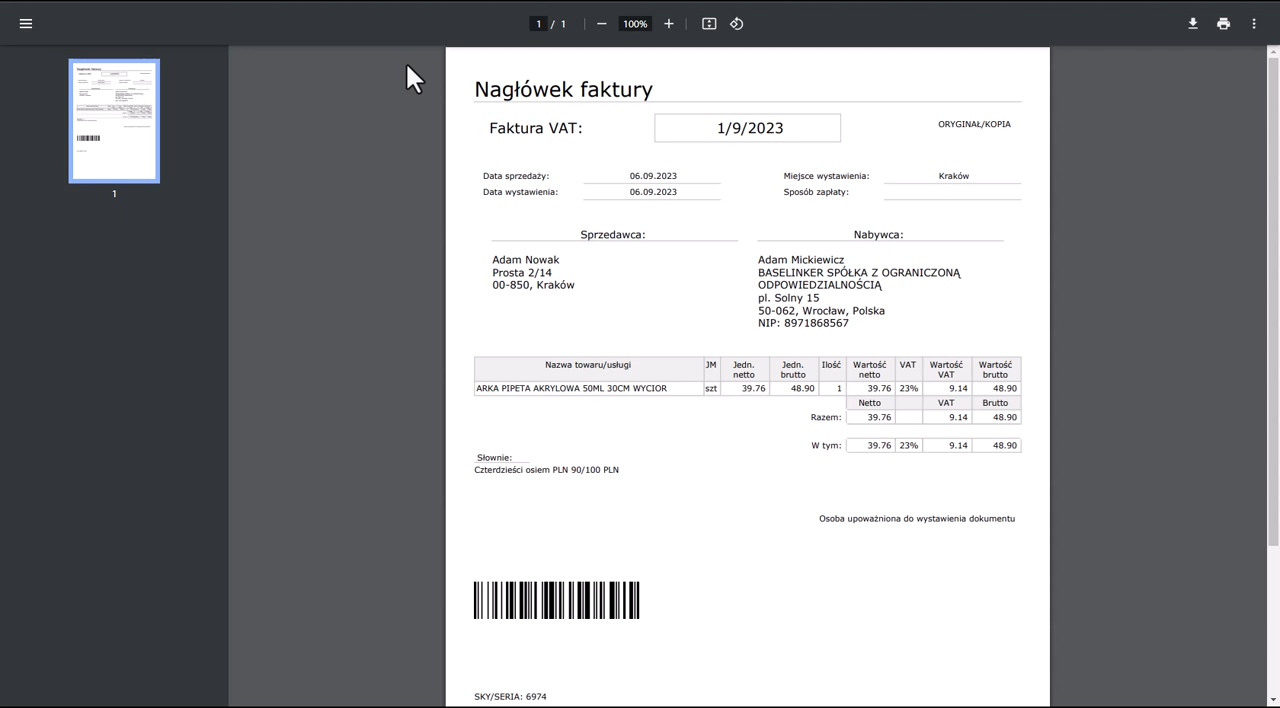 1 / 1 100%
1
Nagłówek faktury
Faktura VAT: 1/9/2023 ORYGINAŁ/KOPIA
Data sprzedaży: 06.09.2023 Miejsce wystawienia: Kraków
Data wystawienia: 06.09.2023 Sposób zapłaty:
Sprzedawca: Nabywca:
Adam Nowak
Prosta 2/14
00-850, Kraków
Adam Mickiewicz
BASELINKER SPÓŁKA Z OGRANICZONĄ
ODPOWIEDZIALNOŚCIĄ
pl. Solny 15
50-062, Wrocław, Polska
NIP: 8971868567
Nazwa towaru/usługi JM Jedn. netto Jedn. brutto Ilość Wartość netto VAT Wartość VAT Wartość brutto
ARKA PIPETA AKRYLOWA 50ML 30CM WYCIOR szt 39.76 48.90 1 39.76 23% 9.14 48.90
Netto VAT Brutto
Razem: 39.76 9.14 48.90
W tym: 39.76 23% 9.14 48.90
Słownie:
Czterdzieści osiem PLN 90/100 PLN
Osoba upoważniona do wystawienia dokumentu
SKY/SERIA: 6974